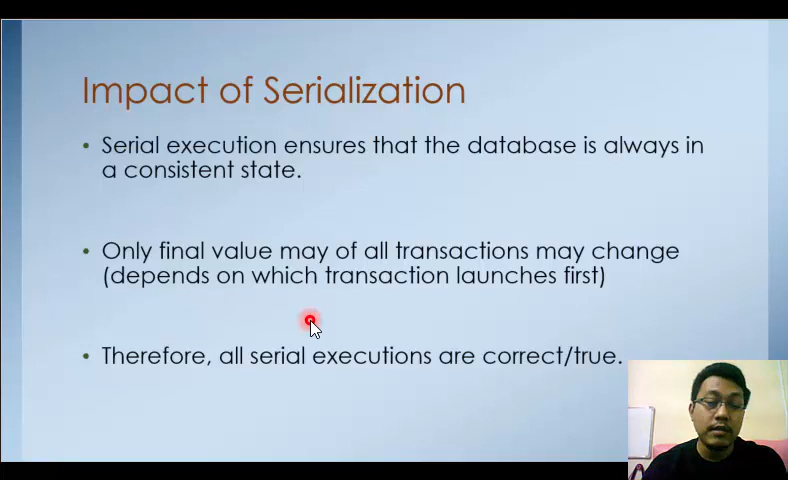 Impact of Serialization
• Serial execution ensures that the database is always in
a consistent state.
• Only final value may of all transactions may change
(depends on which transaction launches first)
• Therefore, all serial executions are correct/true.